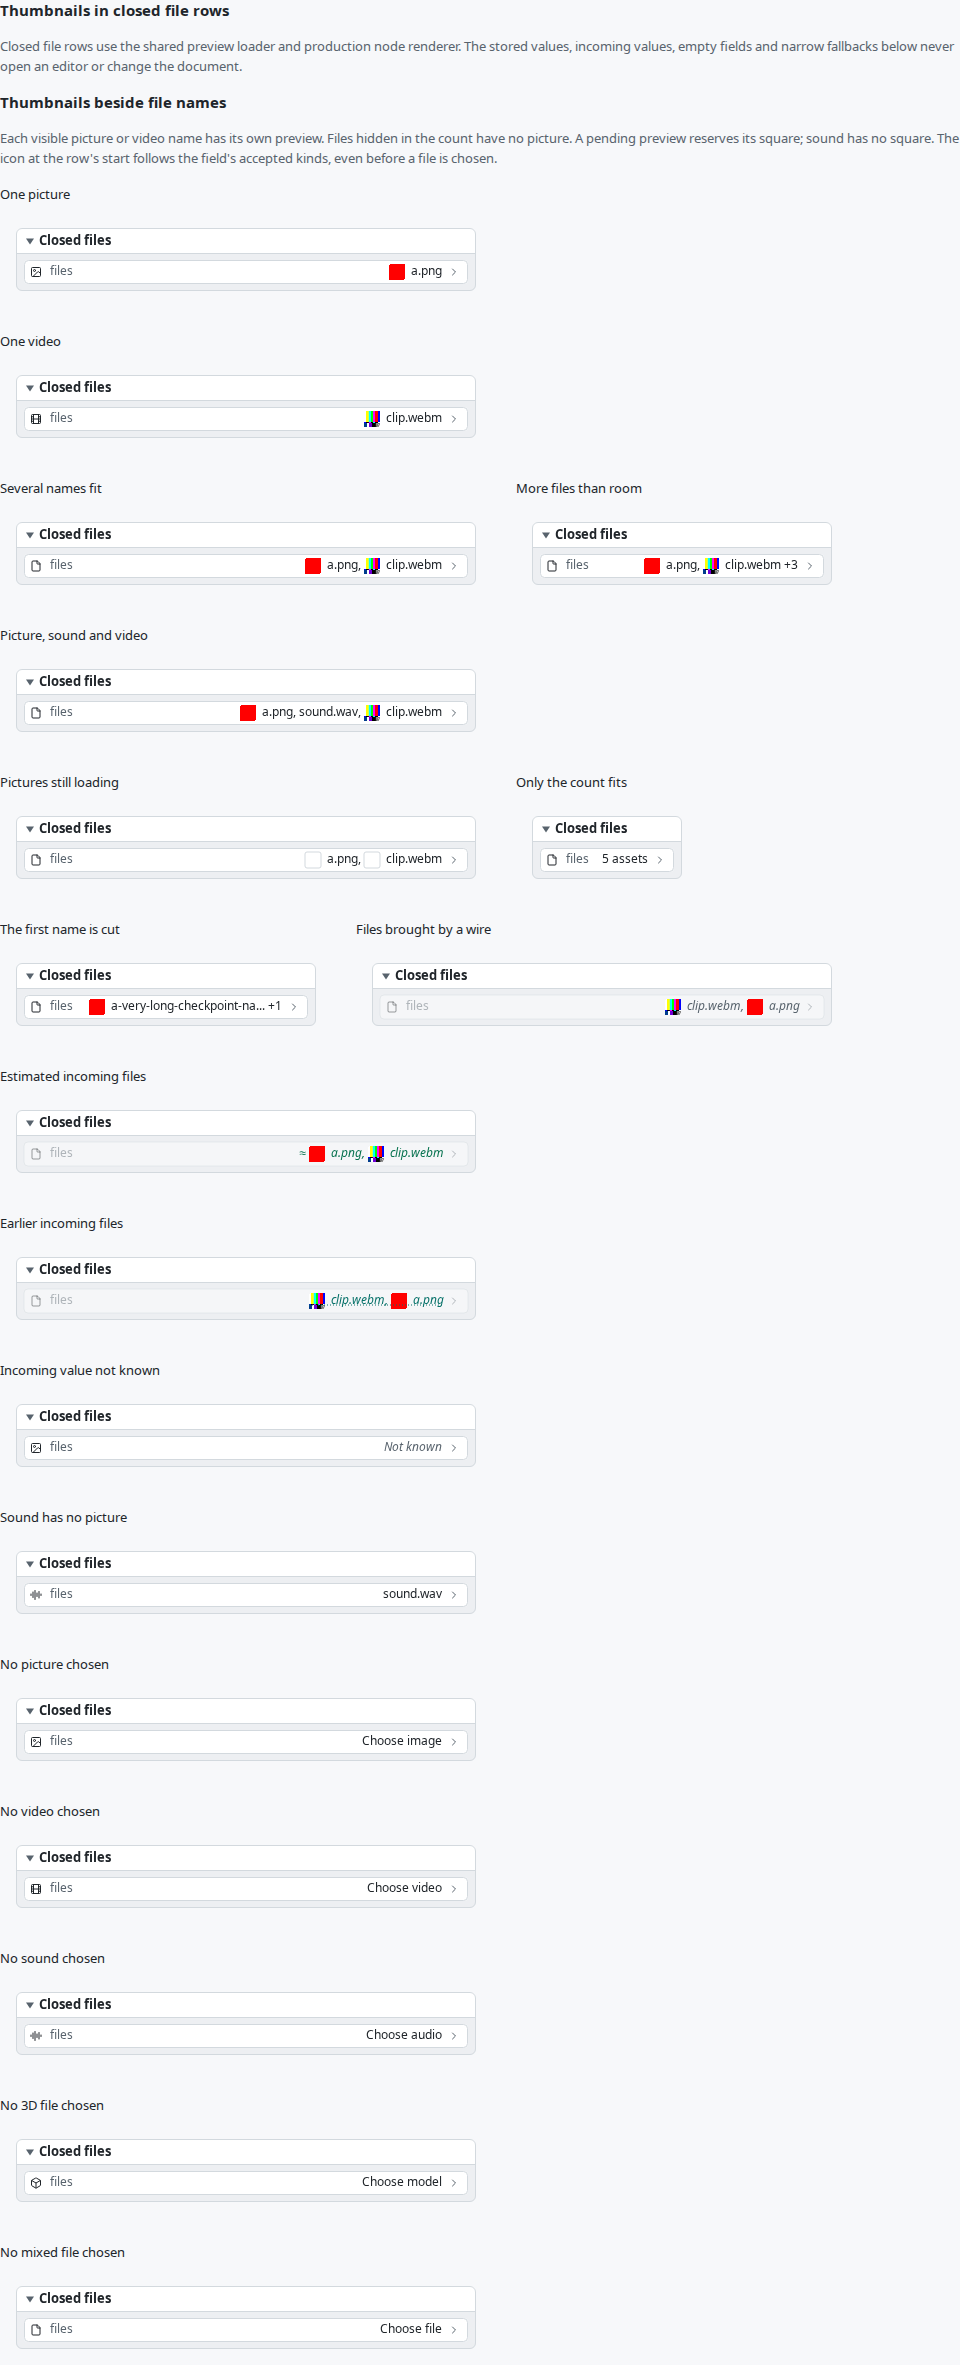 Thumbnails in closed file rows
Closed file rows use the shared preview loader and production node renderer. The stored values, incoming values, empty fields and narrow fallbacks below never
open an editor or change the document.
Thumbnails beside file names
Each visible picture or video name has its own preview. Files hidden in the count have no picture. A pending preview reserves its square; sound has no square. The
icon at the row's start follows the field's accepted kinds, even before a file is chosen.
One picture
Closed files
files a.png
One video
Closed files
files clip.webm
Several names fit
Closed files
files a.png, clip.webm
More files than room
Closed files
files a.png, clip.webm +3
Picture, sound and video
Closed files
files a.png, sound.wav, clip.webm
Pictures still loading
Closed files
files a.png, clip.webm
Only the count fits
Closed files
files 5 assets
The first name is cut
Closed files
files a-very-long-checkpoint-na... +1
Files brought by a wire
Closed files
files clip.webm, a.png
Estimated incoming files
Closed files
files ≈ a.png, clip.webm
Earlier incoming files
Closed files
files clip.webm, a.png
Incoming value not known
Closed files
files Not known
Sound has no picture
Closed files
files sound.wav
No picture chosen
Closed files
files Choose image
No video chosen
Closed files
files Choose video
No sound chosen
Closed files
files Choose audio
No 3D file chosen
Closed files
files Choose model
No mixed file chosen
Closed files
files Choose file